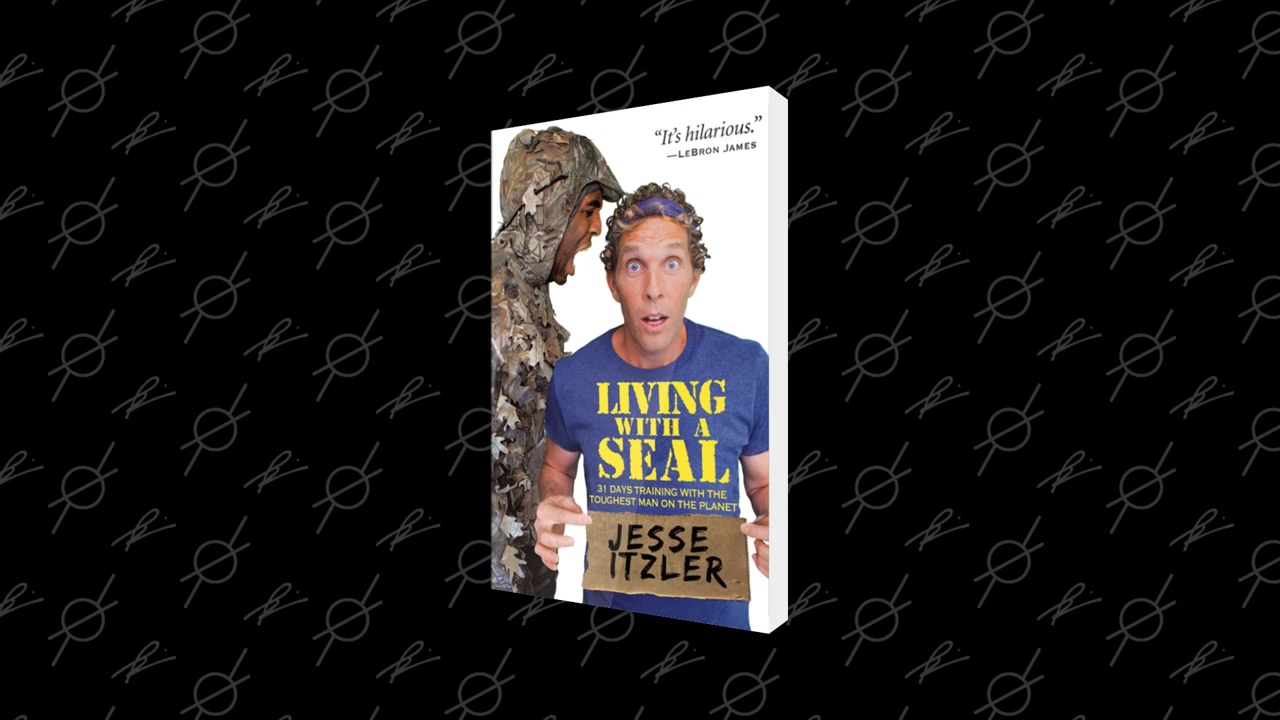 “It’s hilarious.”
—LEBRON JAMES
LIVING
WITH A
SEAL
31 DAYS TRAINING WITH THE
TOUGHEST MAN ON THE PLANET
JESSE
ITZLER